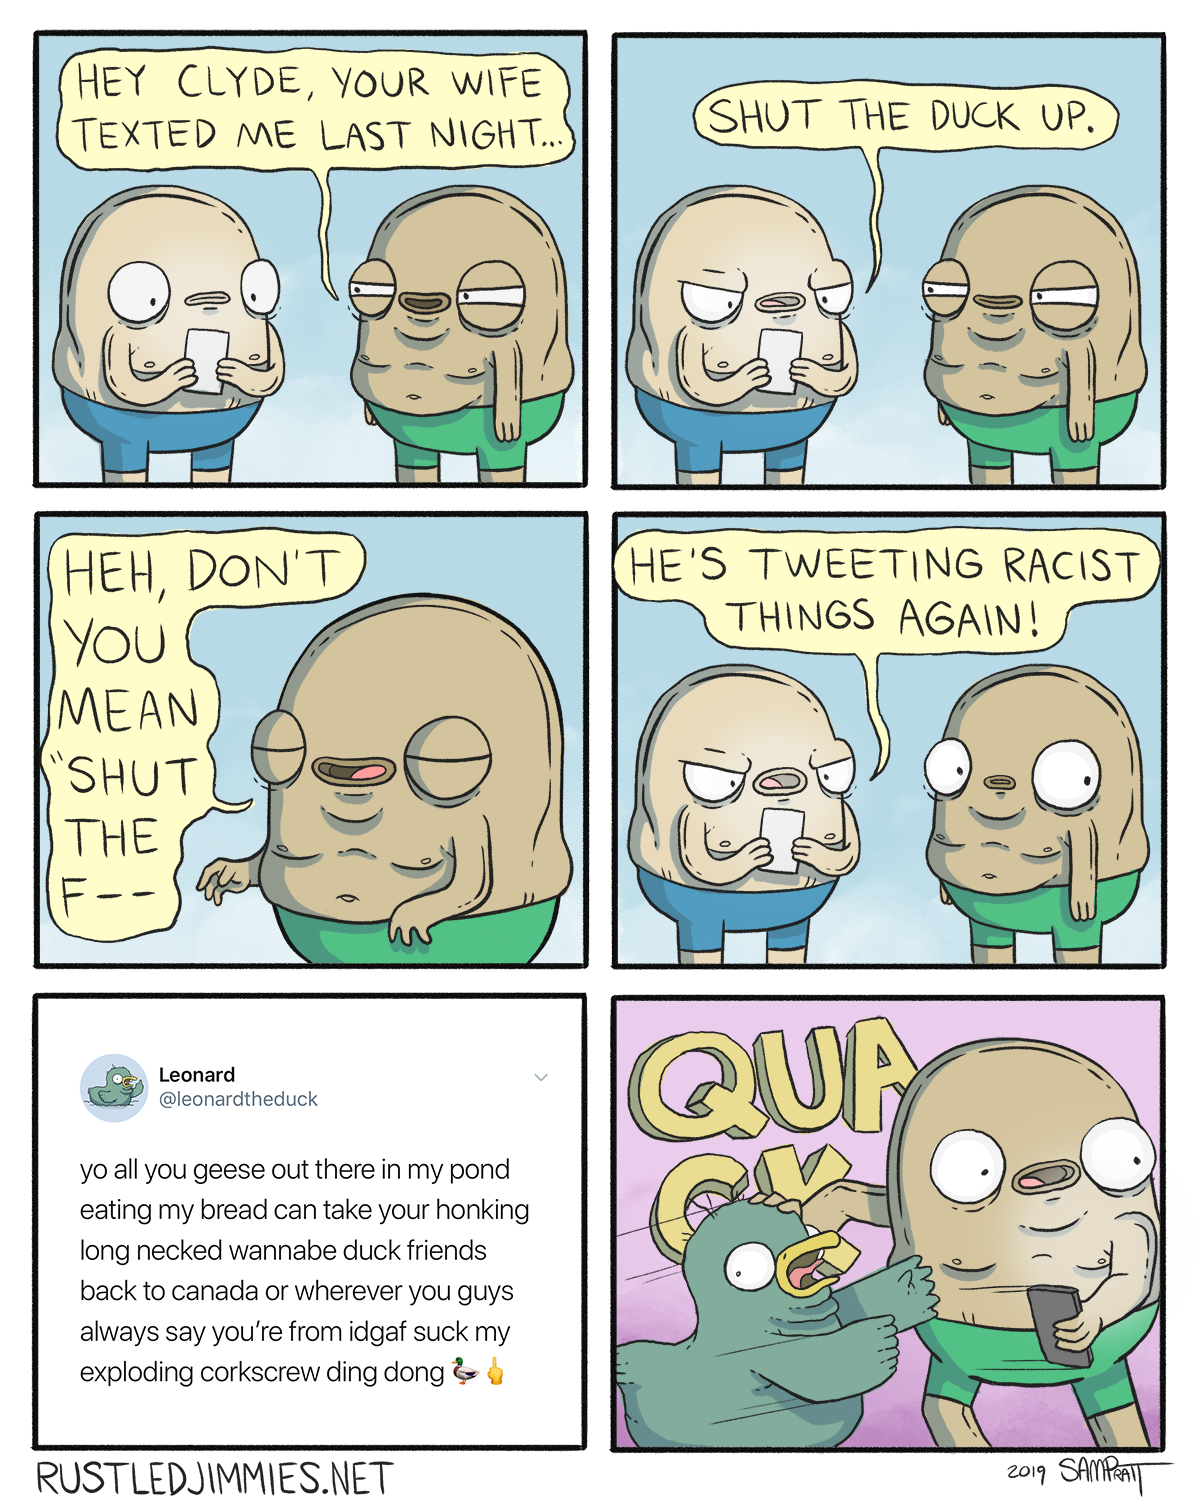 HEY CLYDE, YOUR WIFE
TEXTED ME LAST NIGHT...
SHUT THE DUCK UP.
HEH, DON'T
YOU
MEAN
"SHUT
THE
F--
HE'S TWEETING RACIST
THINGS AGAIN!
Leonard
@leonardtheduck
yo all you geese out there in my pond
eating my bread can take your honking
long necked wannabe duck friends
back to canada or wherever you guys
always say you're from idgaf suck my
exploding corkscrew ding dong 🦆🖕
QUA
CK
RUSTLEDJIMMIES.NET
2019 SAMPRATT